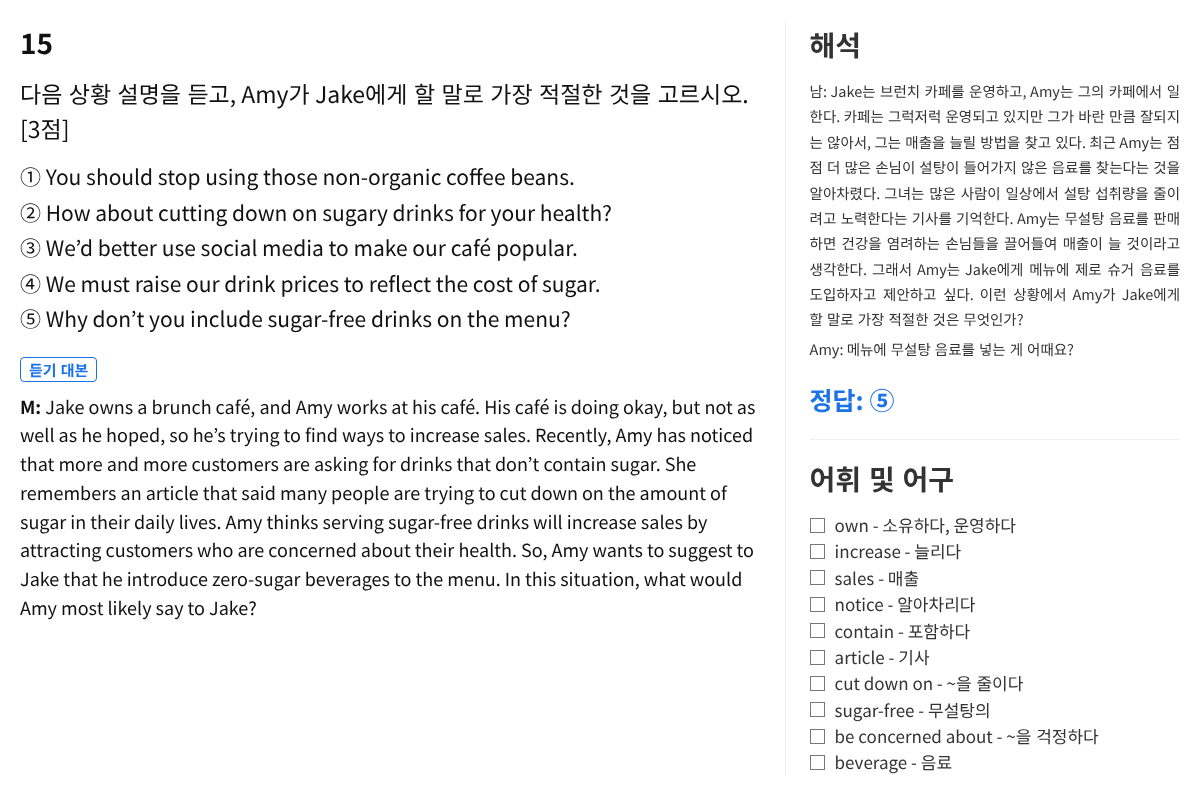 15
다음 상황 설명을 듣고, Amy가 Jake에게 할 말로 가장 적절한 것을 고르시오.
[3점]
① You should stop using those non-organic coffee beans.
② How about cutting down on sugary drinks for your health?
③ We’d better use social media to make our café popular.
④ We must raise our drink prices to reflect the cost of sugar.
⑤ Why don’t you include sugar-free drinks on the menu?
듣기 대본
M: Jake owns a brunch café, and Amy works at his café. His café is doing okay, but not as
well as he hoped, so he’s trying to find ways to increase sales. Recently, Amy has noticed
that more and more customers are asking for drinks that don’t contain sugar. She
remembers an article that said many people are trying to cut down on the amount of
sugar in their daily lives. Amy thinks serving sugar-free drinks will increase sales by
attracting customers who are concerned about their health. So, Amy wants to suggest to
Jake that he introduce zero-sugar beverages to the menu. In this situation, what would
Amy most likely say to Jake?
해석
남: Jake는 브런치 카페를 운영하고, Amy는 그의 카페에서 일
한다. 카페는 그럭저럭 운영되고 있지만 그가 바란 만큼 잘되지
는 않아서, 그는 매출을 늘릴 방법을 찾고 있다. 최근 Amy는 점
점 더 많은 손님이 설탕이 들어가지 않은 음료를 찾는다는 것을
알아차렸다. 그녀는 많은 사람이 일상에서 설탕 섭취량을 줄이
려고 노력한다는 기사를 기억한다. Amy는 무설탕 음료를 판매
하면 건강을 염려하는 손님들을 끌어들여 매출이 늘 것이라고
생각한다. 그래서 Amy는 Jake에게 메뉴에 제로 슈거 음료를
도입하자고 제안하고 싶다. 이런 상황에서 Amy가 Jake에게
할 말로 가장 적절한 것은 무엇인가?
Amy: 메뉴에 무설탕 음료를 넣는 게 어때요?
정답: ⑤
어휘 및 어구
□ own - 소유하다, 운영하다
□ increase - 늘리다
□ sales - 매출
□ notice - 알아차리다
□ contain - 포함하다
□ article - 기사
□ cut down on - ~을 줄이다
□ sugar-free - 무설탕의
□ be concerned about - ~을 걱정하다
□ beverage - 음료